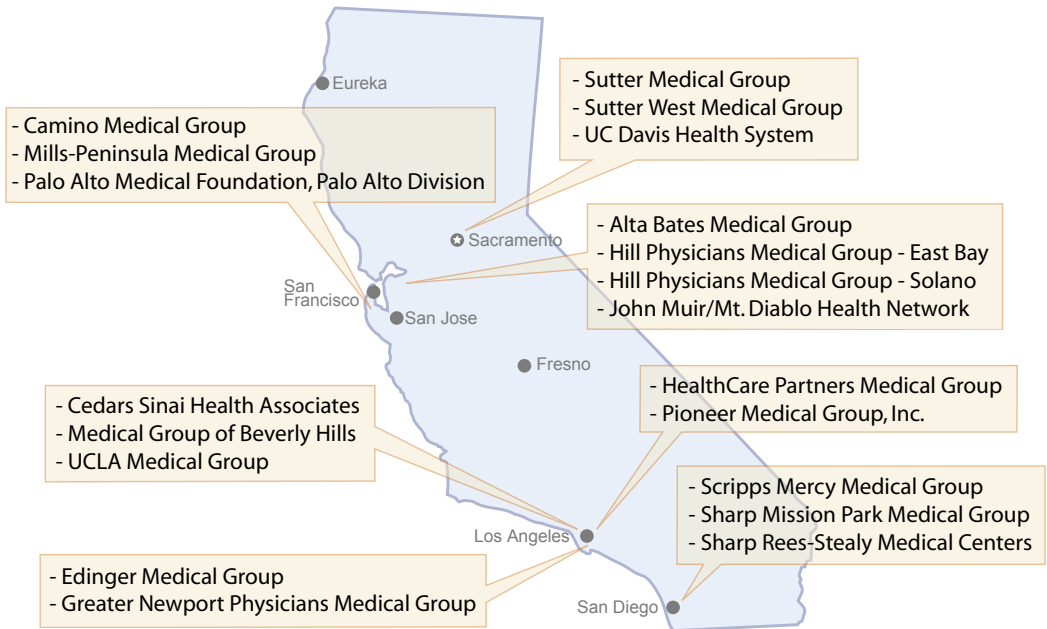 Eureka
- Sutter Medical Group
- Sutter West Medical Group
- UC Davis Health System
- Camino Medical Group
- Mills-Peninsula Medical Group
- Palo Alto Medical Foundation, Palo Alto Division
Sacramento
- Alta Bates Medical Group
- Hill Physicians Medical Group - East Bay
- Hill Physicians Medical Group - Solano
- John Muir/Mt. Diablo Health Network
San
Francisco
San Jose
Fresno
- HealthCare Partners Medical Group
- Pioneer Medical Group, Inc.
- Cedars Sinai Health Associates
- Medical Group of Beverly Hills
- UCLA Medical Group
- Scripps Mercy Medical Group
- Sharp Mission Park Medical Group
- Sharp Rees-Stealy Medical Centers
Los Angeles
- Edinger Medical Group
- Greater Newport Physicians Medical Group
San Diego